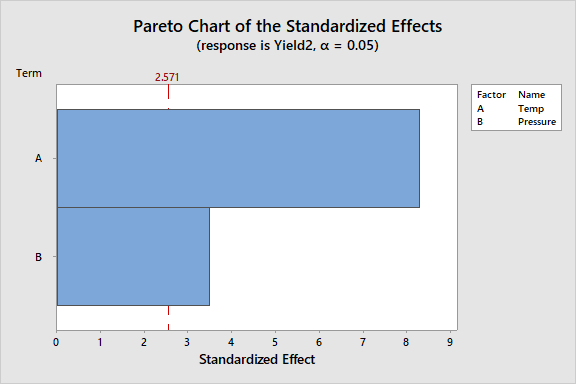 Pareto Chart of the Standardized Effects
(response is Yield2, α = 0.05)
Term
2.571
Factor Name
A Temp
B Pressure
A
B
0 1 2 3 4 5 6 7 8 9
Standardized Effect